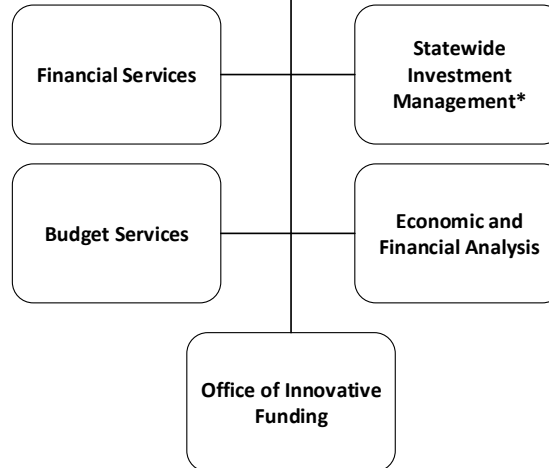 Financial Services
Statewide
Investment
Management*
Budget Services
Economic and
Financial Analysis
Office of Innovative
Funding